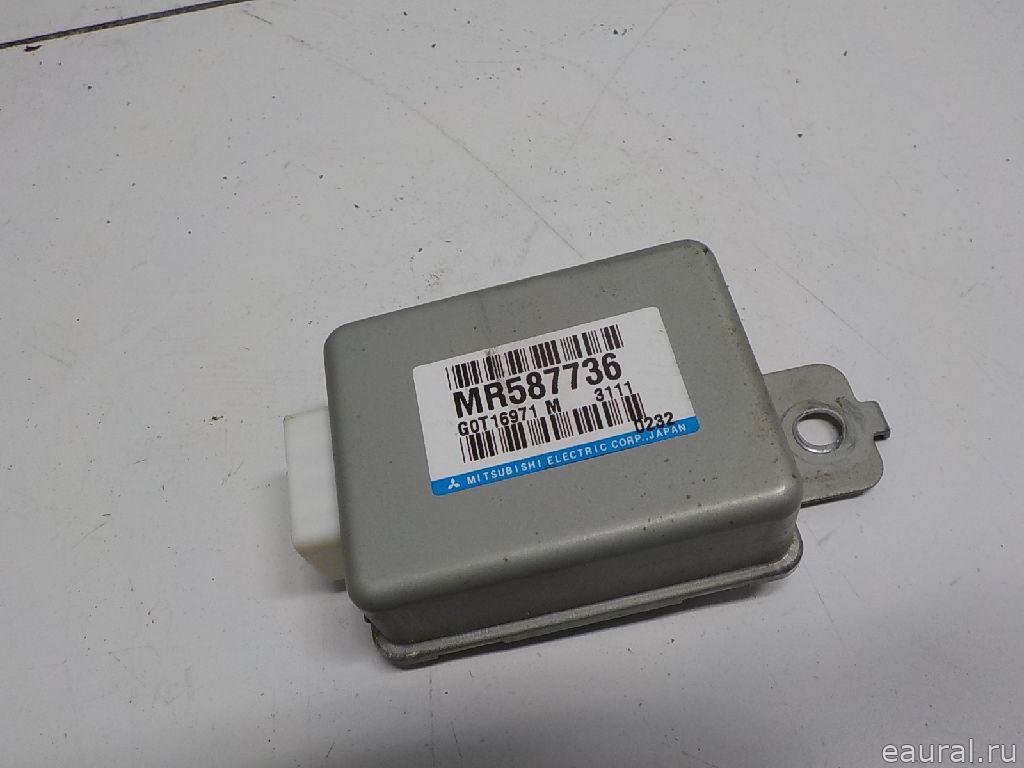 MR587736
G0T16971 M 3111
0232
MITSUBISHI ELECTRIC CORP., JAPAN
eaural.ru